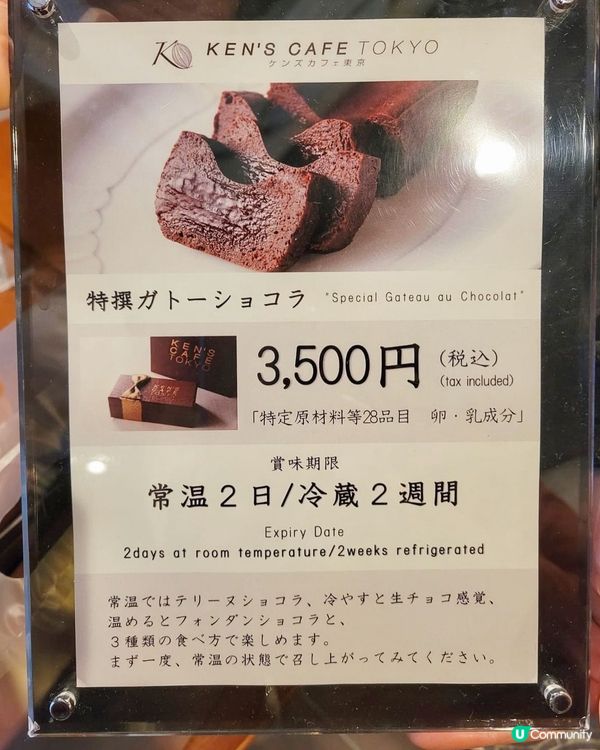 KEN'S CAFE TOKYO
ケンズカフェ東京
特撰ガトーショコラ "Special Gateau au Chocolat"
KEN'S
CAFE
TOKYO
3,500円 (税込)
(tax included)
「特定原材料等28品目 卵・乳成分」
賞味期限
常温2日/冷蔵2週間
Expiry Date
2days at room temperature/2weeks refrigerated
常温ではテリーヌショコラ、冷やすと生チョコ感覚、
温めるとフォンダンショコラと、
3種類の食べ方で楽しめます。
まず一度、常温の状態で召し上がってみてください。
U Community